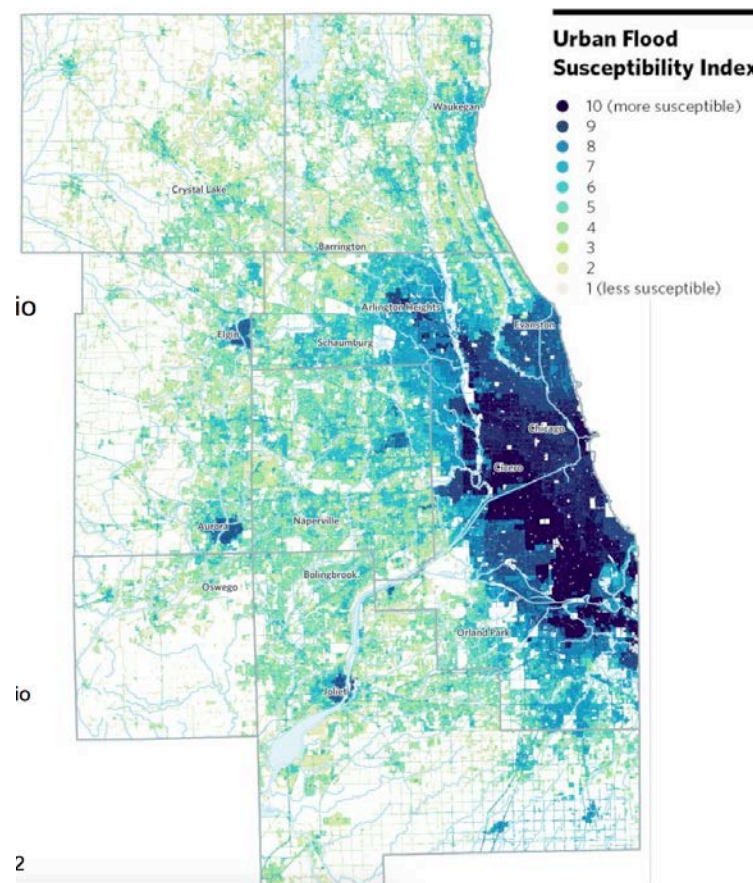 Urban Flood
Susceptibility Index
10 (more susceptible)
9
8
7
6
5
4
3
2
1 (less susceptible)
Waukegan
Crystal Lake
Barrington
io
Arlington Heights
Elgin
Schaumburg
Evanston
Chicago
Cicero
Aurora
Naperville
Bolingbrook
Oswego
Orland Park
io
Joliet
2